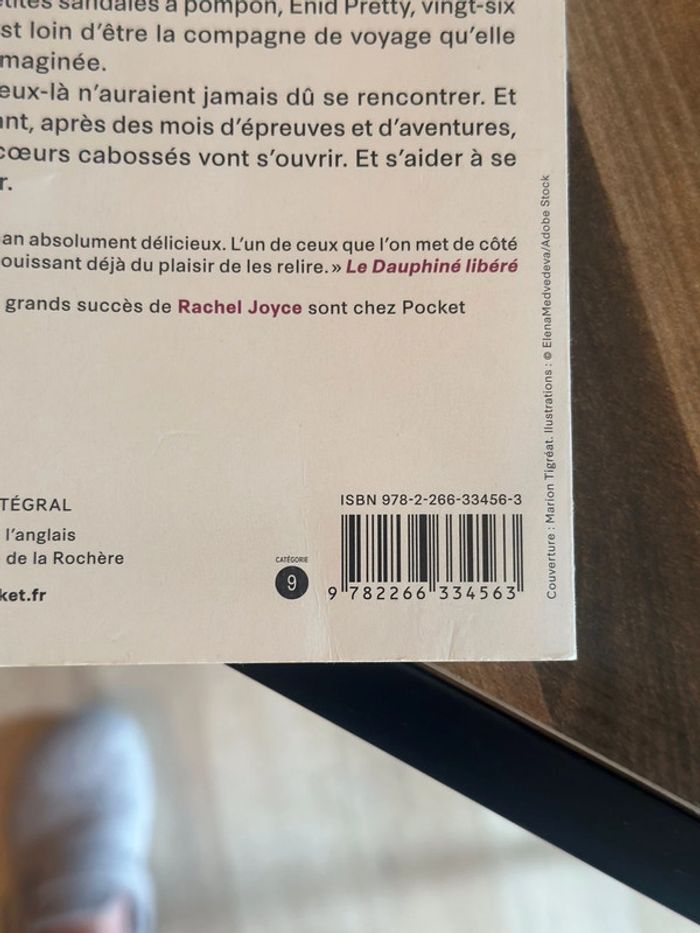 etites sandales à pompon, Enid Pretty, vingt-six
st loin d'être la compagne de voyage qu'elle
maginée.
eux-là n'auraient jamais dû se rencontrer. Et
ant, après des mois d'épreuves et d'aventures,
cœurs cabossés vont s'ouvrir. Et s'aider à se
r.
an absolument délicieux. L'un de ceux que l'on met de côté
ouissant déjà du plaisir de les relire.» Le Dauphiné libéré
grands succès de Rachel Joyce sont chez Pocket
TÉGRAL
l'anglais
de la Rochère
ket.fr
CATÉGORIE
9
ISBN 978-2-266-33456-3
9 782266 334563
Couverture : Marion Tigréat. Ilustrations : © ElenaMedvedeva/Adobe Stock